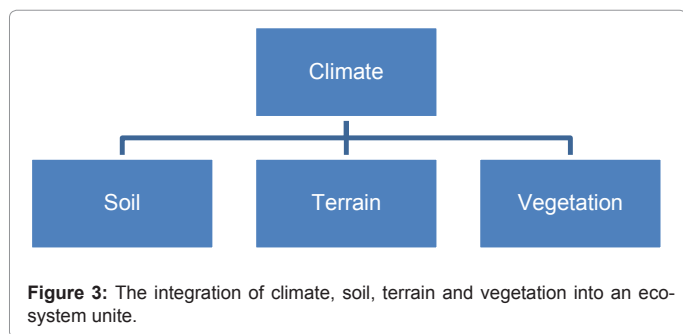 Climate
Soil Terrain Vegetation
Figure 3: The integration of climate, soil, terrain and vegetation into an eco-
system unite.